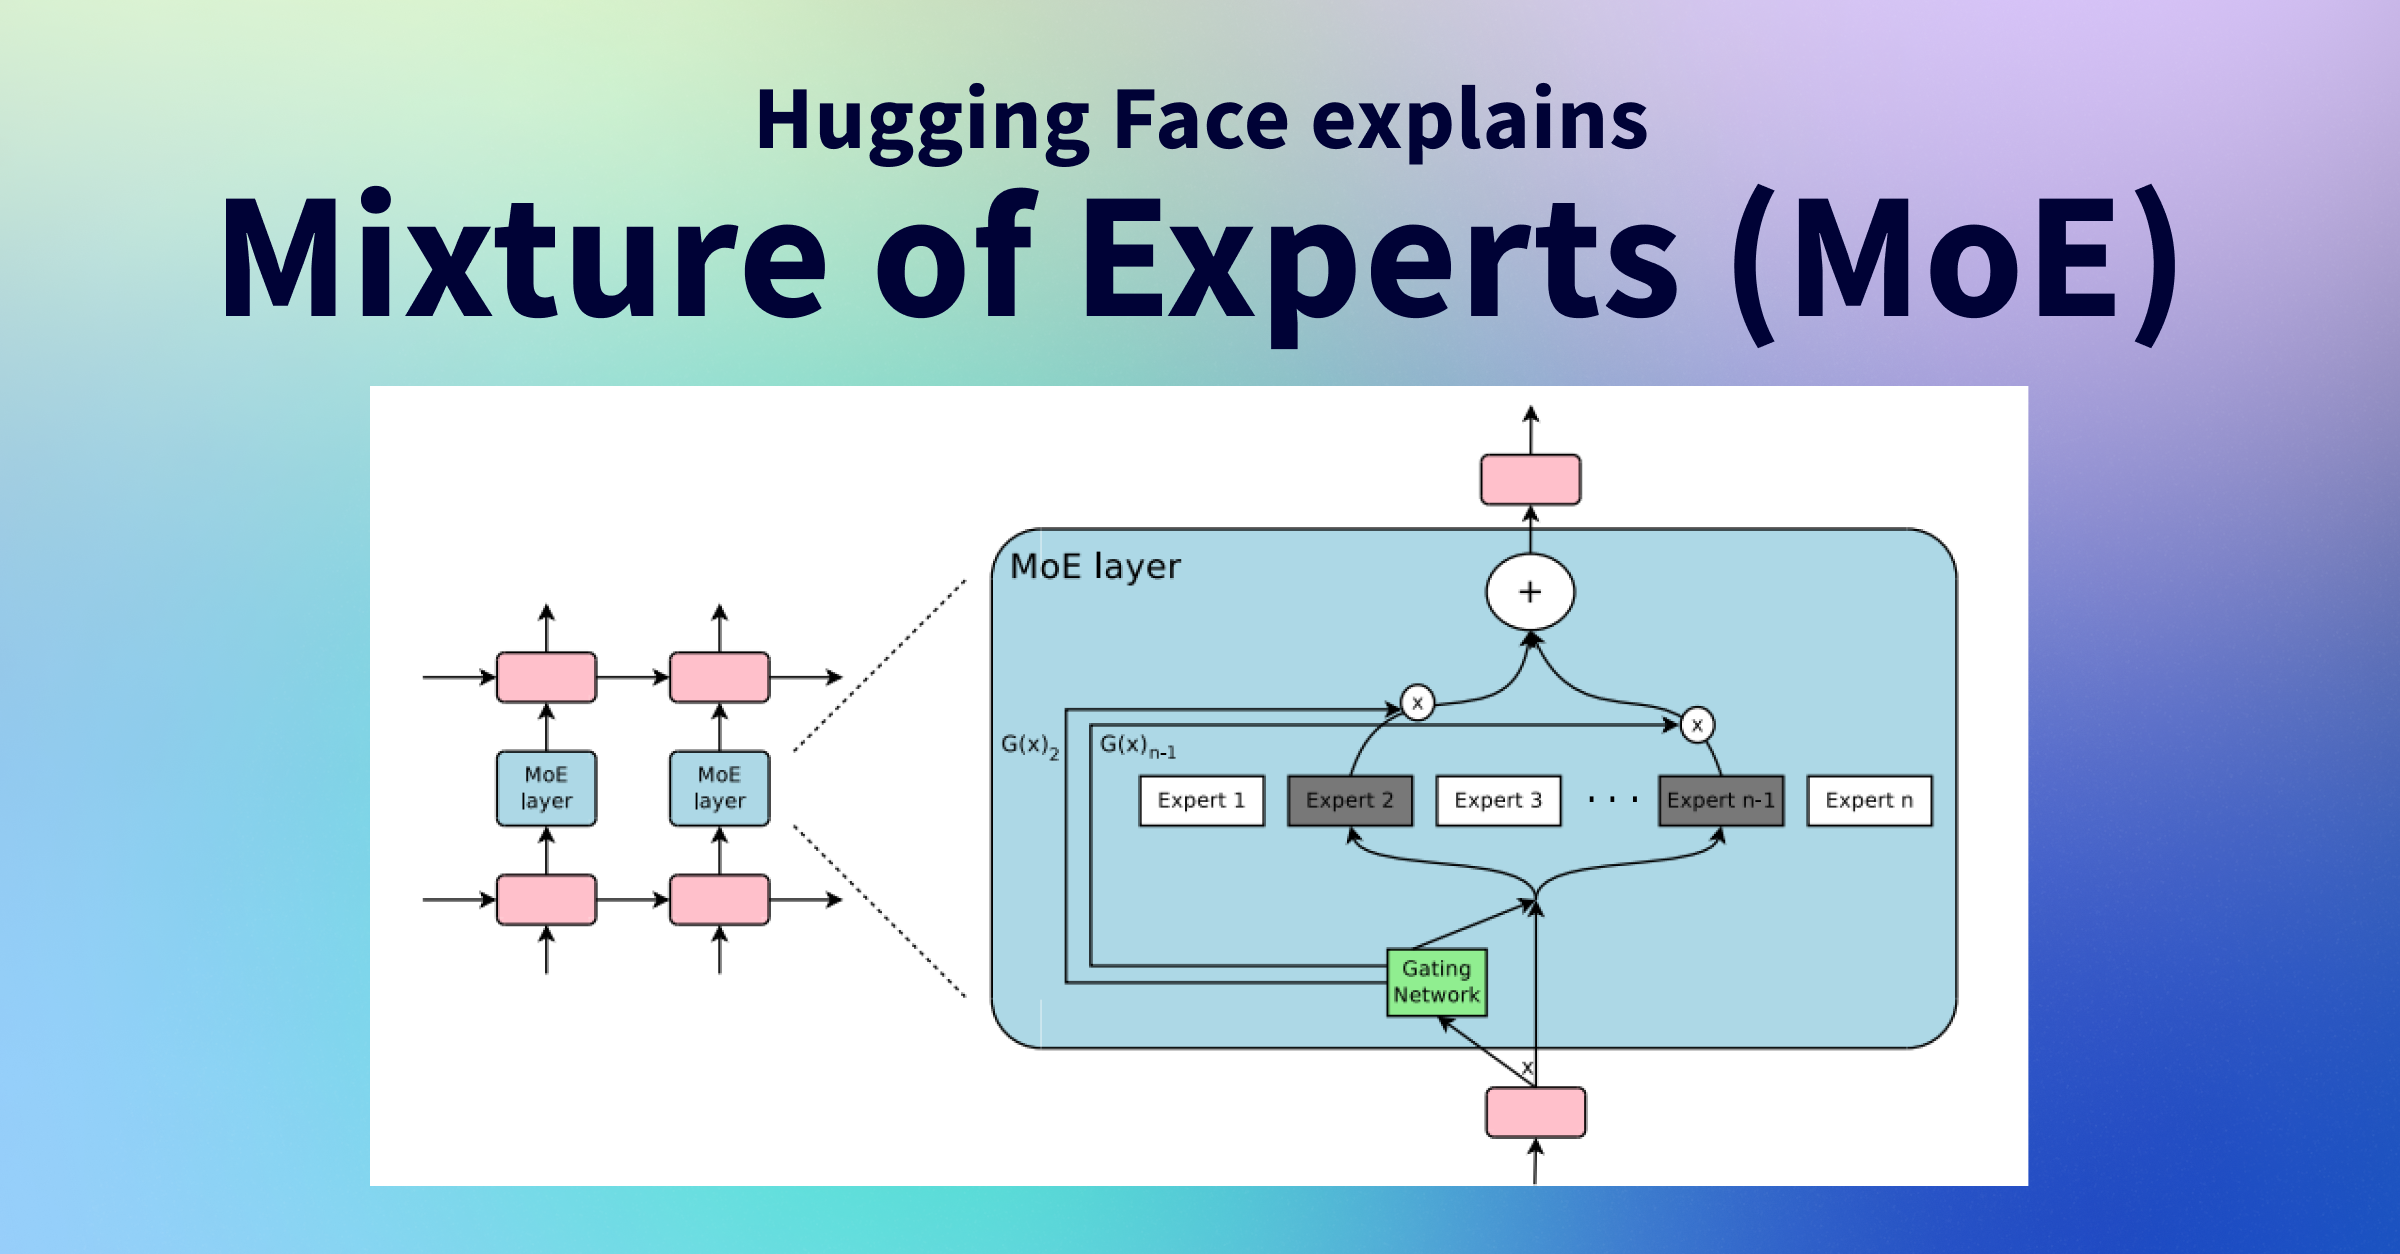 Hugging Face explains
Mixture of Experts (MoE)
MoE layer
+
x
x
G(x)2
G(x)n-1
MoE
layer
MoE
layer
Expert 1
Expert 2
Expert 3
. . .
Expert n-1
Expert n
Gating
Network
x